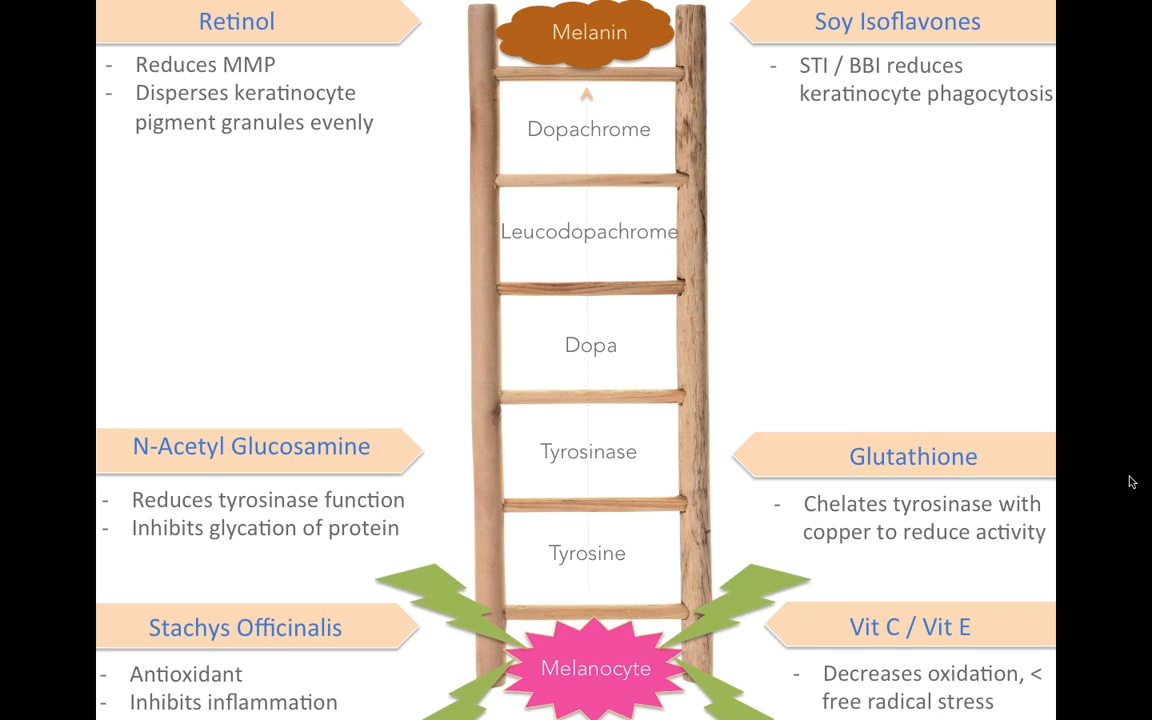 Retinol
- Reduces MMP
- Disperses keratinocyte
pigment granules evenly
Melanin
Soy Isoflavones
- STI / BBI reduces
keratinocyte phagocytosis
Dopachrome
Leucodopachrome
Dopa
Tyrosinase
Tyrosine
Melanocyte
N-Acetyl Glucosamine
- Reduces tyrosinase function
- Inhibits glycation of protein
Glutathione
- Chelates tyrosinase with
copper to reduce activity
Stachys Officinalis
- Antioxidant
- Inhibits inflammation
Vit C / Vit E
- Decreases oxidation, <
free radical stress